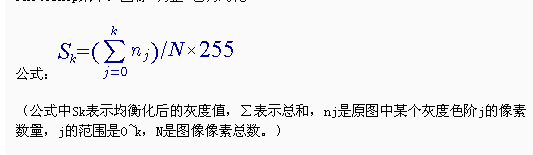 公式：S_k=(∑_{j=0}^{k} n_j)/N×255
（公式中Sk表示均衡化后的灰度值，∑表示总和，nj是原图中某个灰度色阶j的像素
数量，j的范围是0~k，N是图像像素总数。）